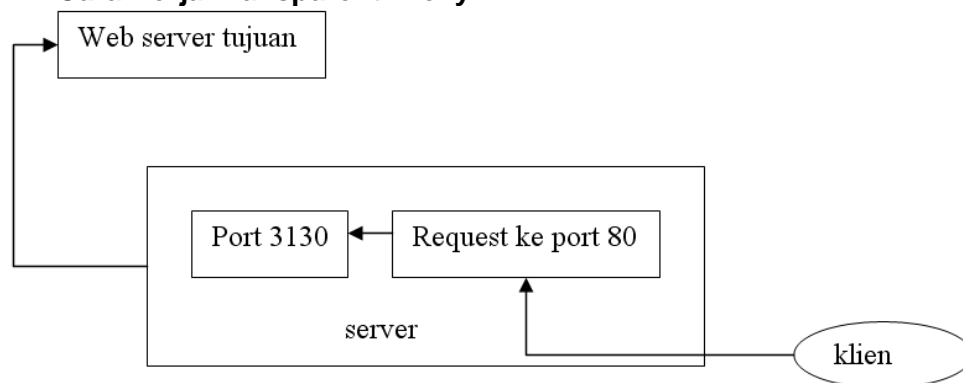 Web server tujuan
Port 3130
Request ke port 80
server
klien